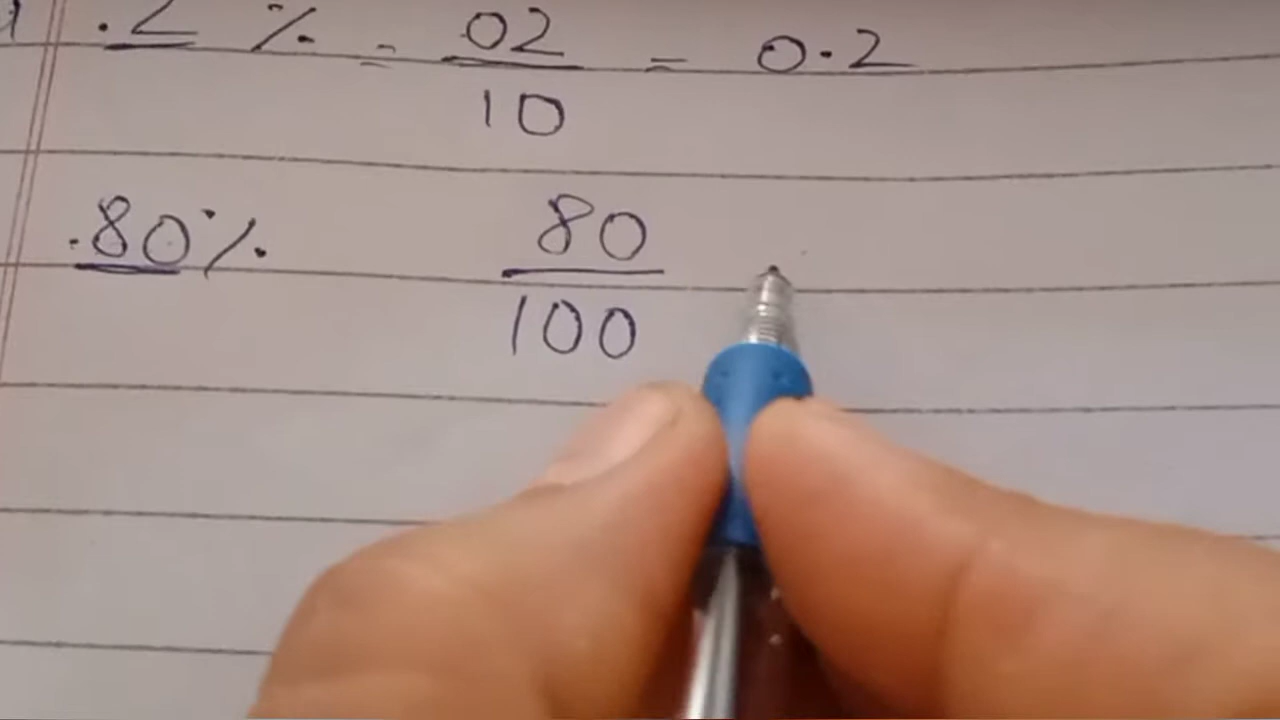 .2 % = 02/10 = 0.2
.80% 80/100